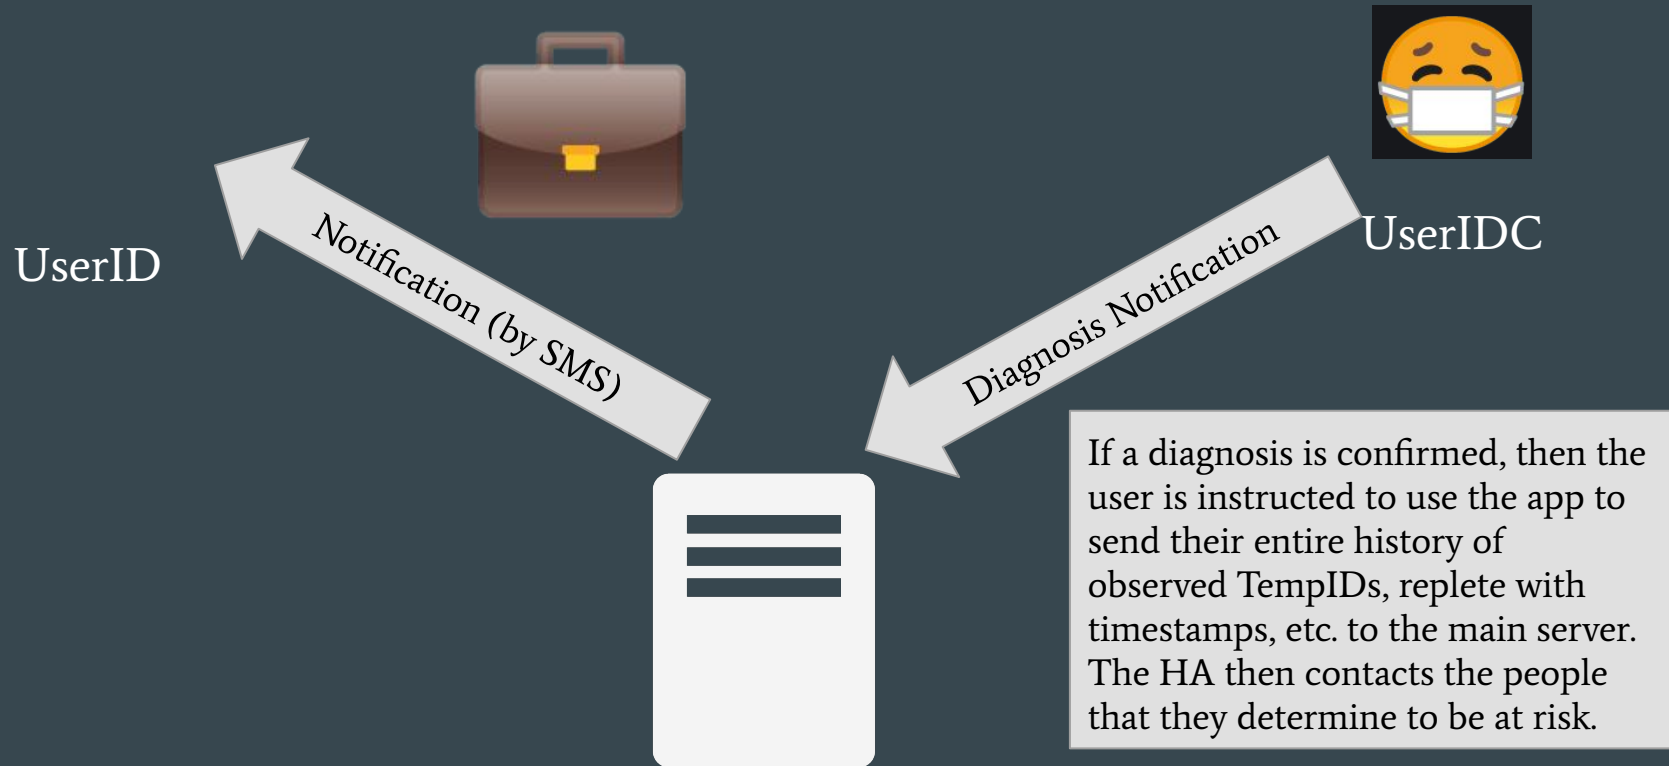 UserID
Notification (by SMS)
Diagnosis Notification
UserIDC
If a diagnosis is confirmed, then the
user is instructed to use the app to
send their entire history of
observed TempIDs, replete with
timestamps, etc. to the main server.
The HA then contacts the people
that they determine to be at risk.